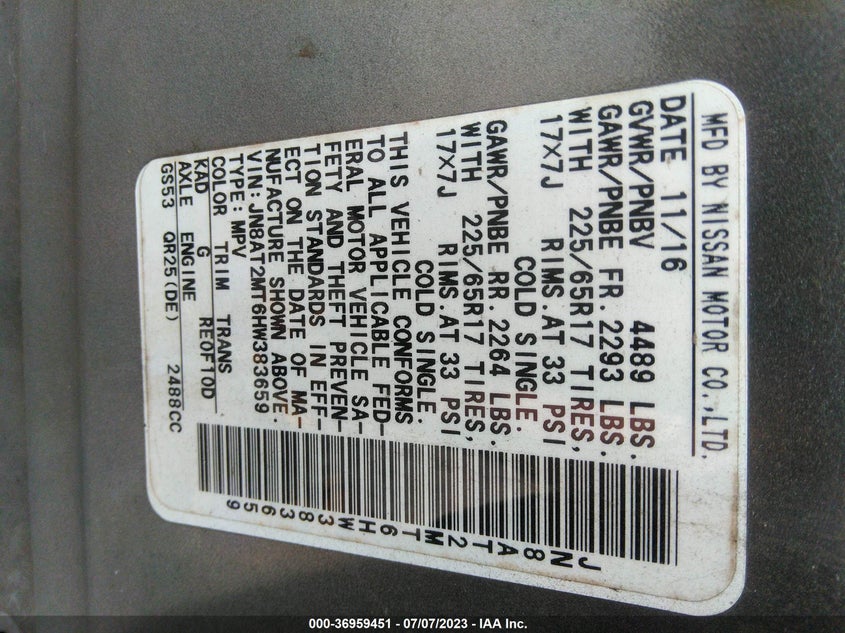 MFD BY NISSAN MOTOR CO.,LTD.
DATE 11/16
GVWR/PNBV 4489 LBS.
GAWR/PNBE FR. 2293 LBS.
WITH 225/65R17 TIRES,
17X7J RIMS.AT 33 PSI
COLD SINGLE.
GAWR/PNBE RR. 2264 LBS.
WITH 225/65R17 TIRES,
17X7J RIMS.AT 33 PSI
COLD SINGLE.
THIS VEHICLE CONFORMS
TO ALL APPLICABLE FED-
ERAL MOTOR VEHICLE SA-
FETY AND THEFT PREVEN-
TION STANDARDS IN EFF-
ECT ON THE DATE OF MA-
NUFACTURE SHOWN ABOVE.
VIN:JN8AT2MT6HW383659
TYPE:MPV
COLOR TRIM TRANS
KAD G RE0F10D
AXLE ENGINE
GS53 QR25(DE) 2488CC
JN8AT2MT6HW383659
000-36959451 - 07/07/2023 - IAA Inc.